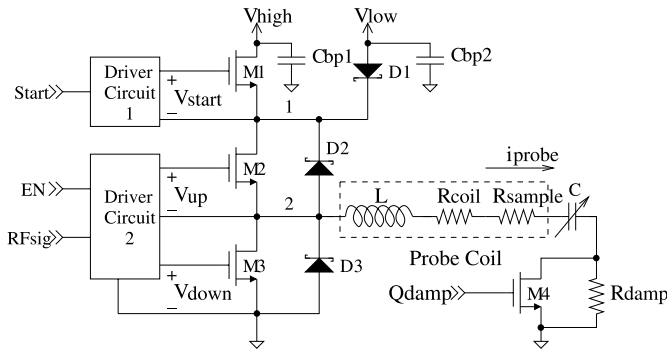 Vhigh
Vlow
Cbp1
Cbp2
Driver
Circuit
1
Start
+
Vstart
−
M1
D1
1
D2
M2
iprobe
Driver
Circuit
2
EN
RFsig
+
Vup
−
2
L
Rcoil
Rsample
C
Probe Coil
+
Vdown
−
M3
D3
Qdamp
M4
Rdamp